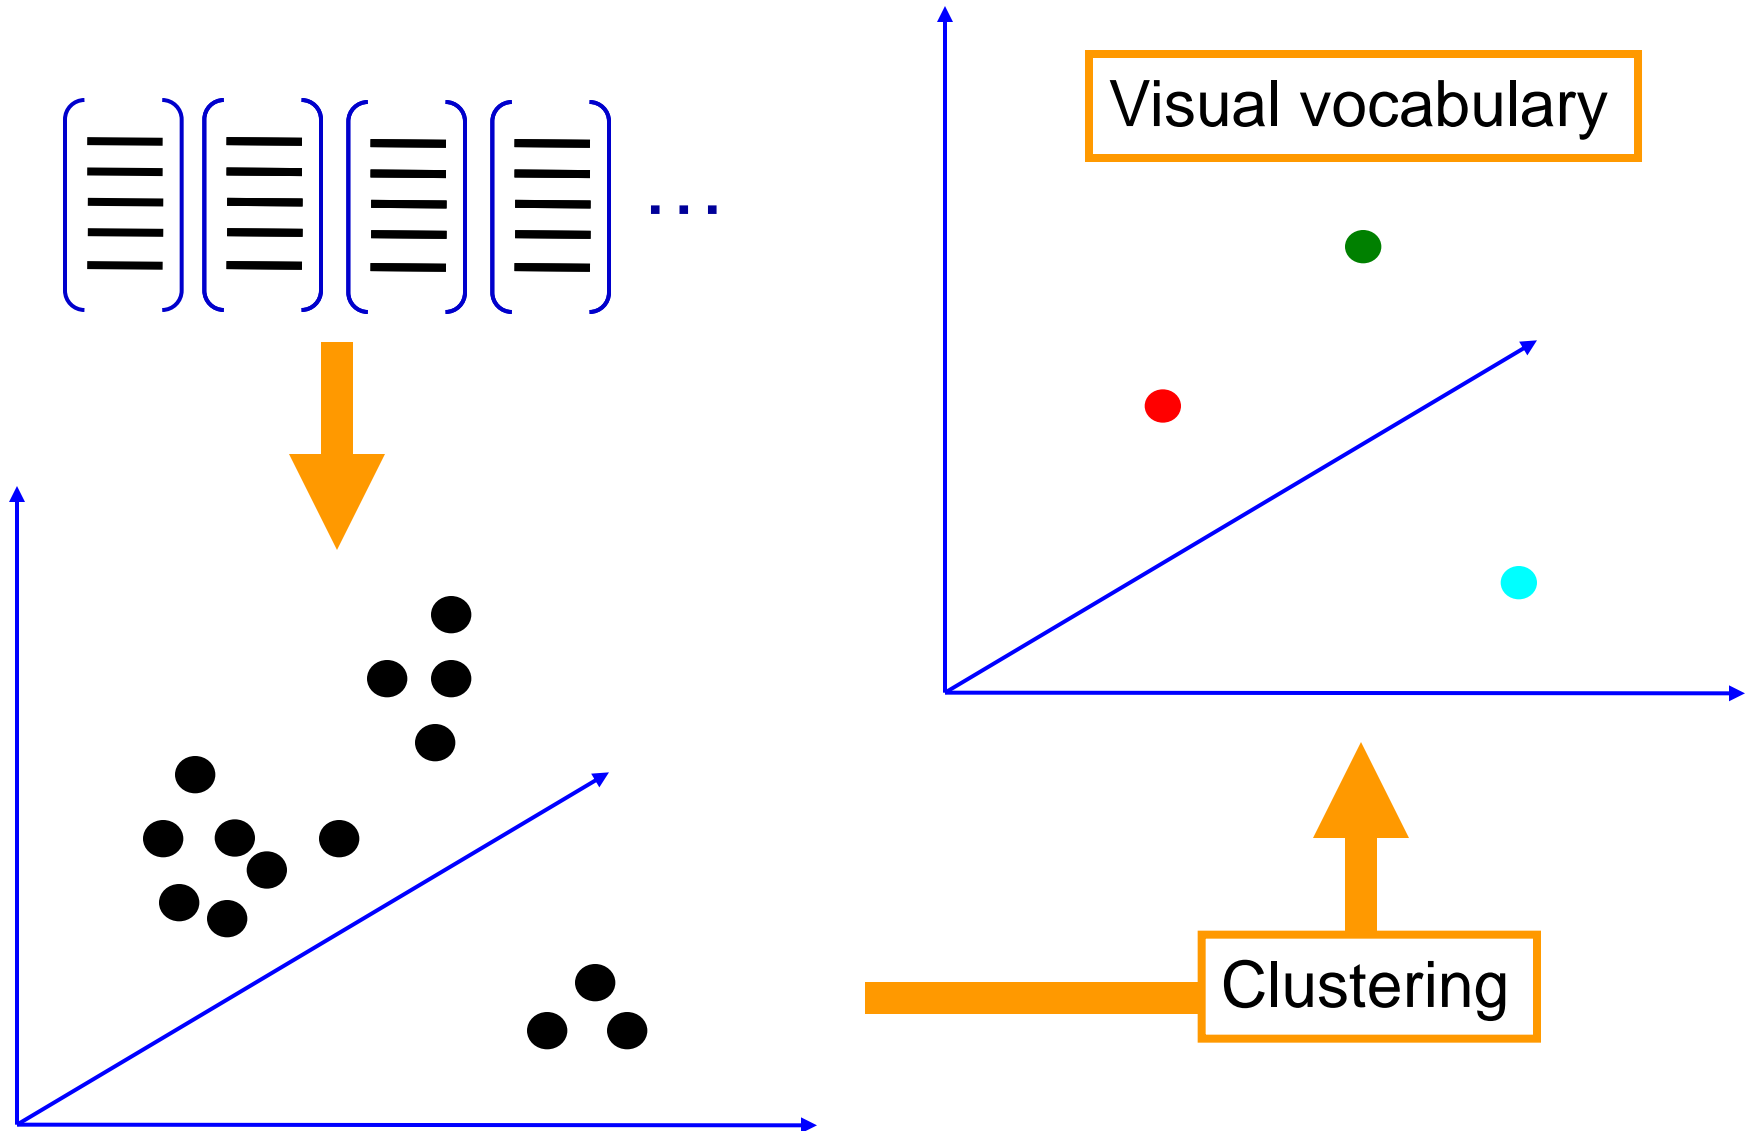 . . .
Visual vocabulary
Clustering